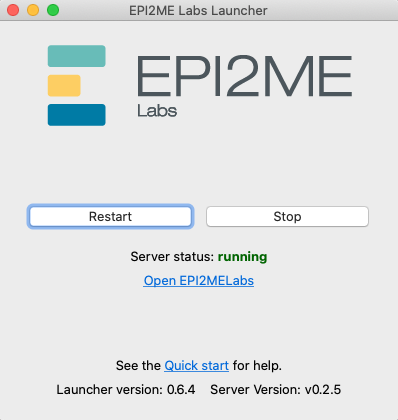 EPI2ME Labs Launcher
EPI2ME
Labs
Restart Stop
Server status: running
Open EPI2MELabs
See the Quick start for help.
Launcher version: 0.6.4 Server Version: v0.2.5